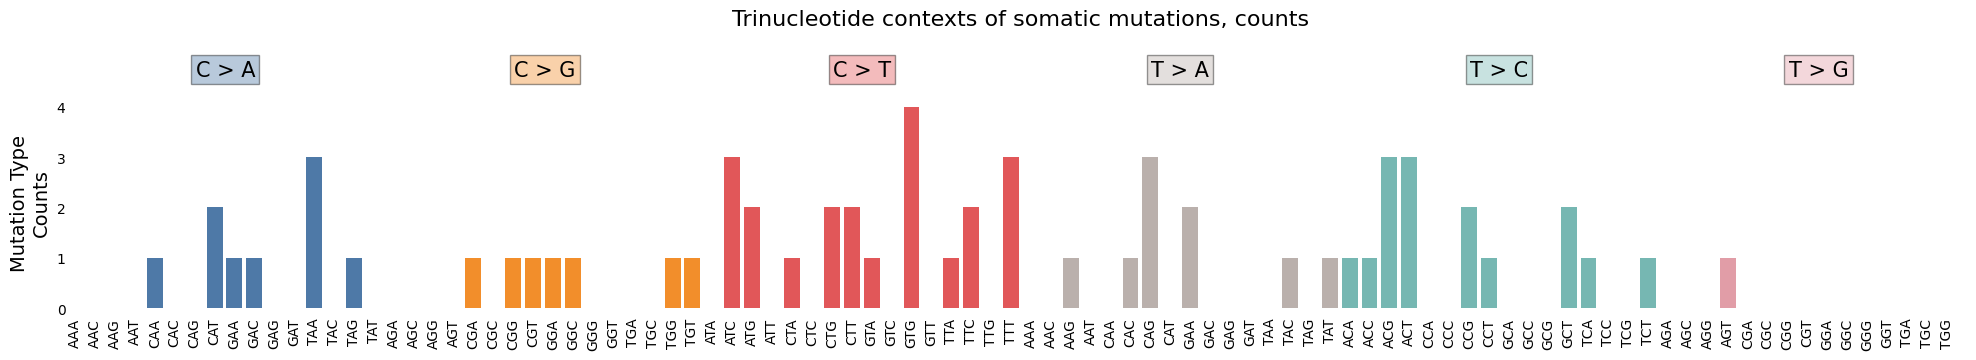 Trinucleotide contexts of somatic mutations, counts
C > A
C > G
C > T
T > A
T > C
T > G
Mutation Type
Counts
4
3
2
1
0
AAA
AAC
AAG
AAT
CAA
CAC
CAG
CAT
GAA
GAC
GAG
GAT
TAA
TAC
TAG
TAT
AGA
AGC
AGG
AGT
CGA
CGC
CGG
CGT
GGA
GGC
GGG
GGT
TGA
TGC
TGG
TGT
ATA
ATC
ATG
ATT
CTA
CTC
CTG
CTT
GTA
GTC
GTG
GTT
TTA
TTC
TTG
TTT
AAA
AAC
AAG
AAT
CAA
CAC
CAG
CAT
GAA
GAC
GAG
GAT
TAA
TAC
TAG
TAT
ACA
ACC
ACG
ACT
CCA
CCC
CCG
CCT
GCA
GCC
GCG
GCT
TCA
TCC
TCG
TCT
AGA
AGC
AGG
AGT
CGA
CGC
CGG
CGT
GGA
GGC
GGG
GGT
TGA
TGC
TGG